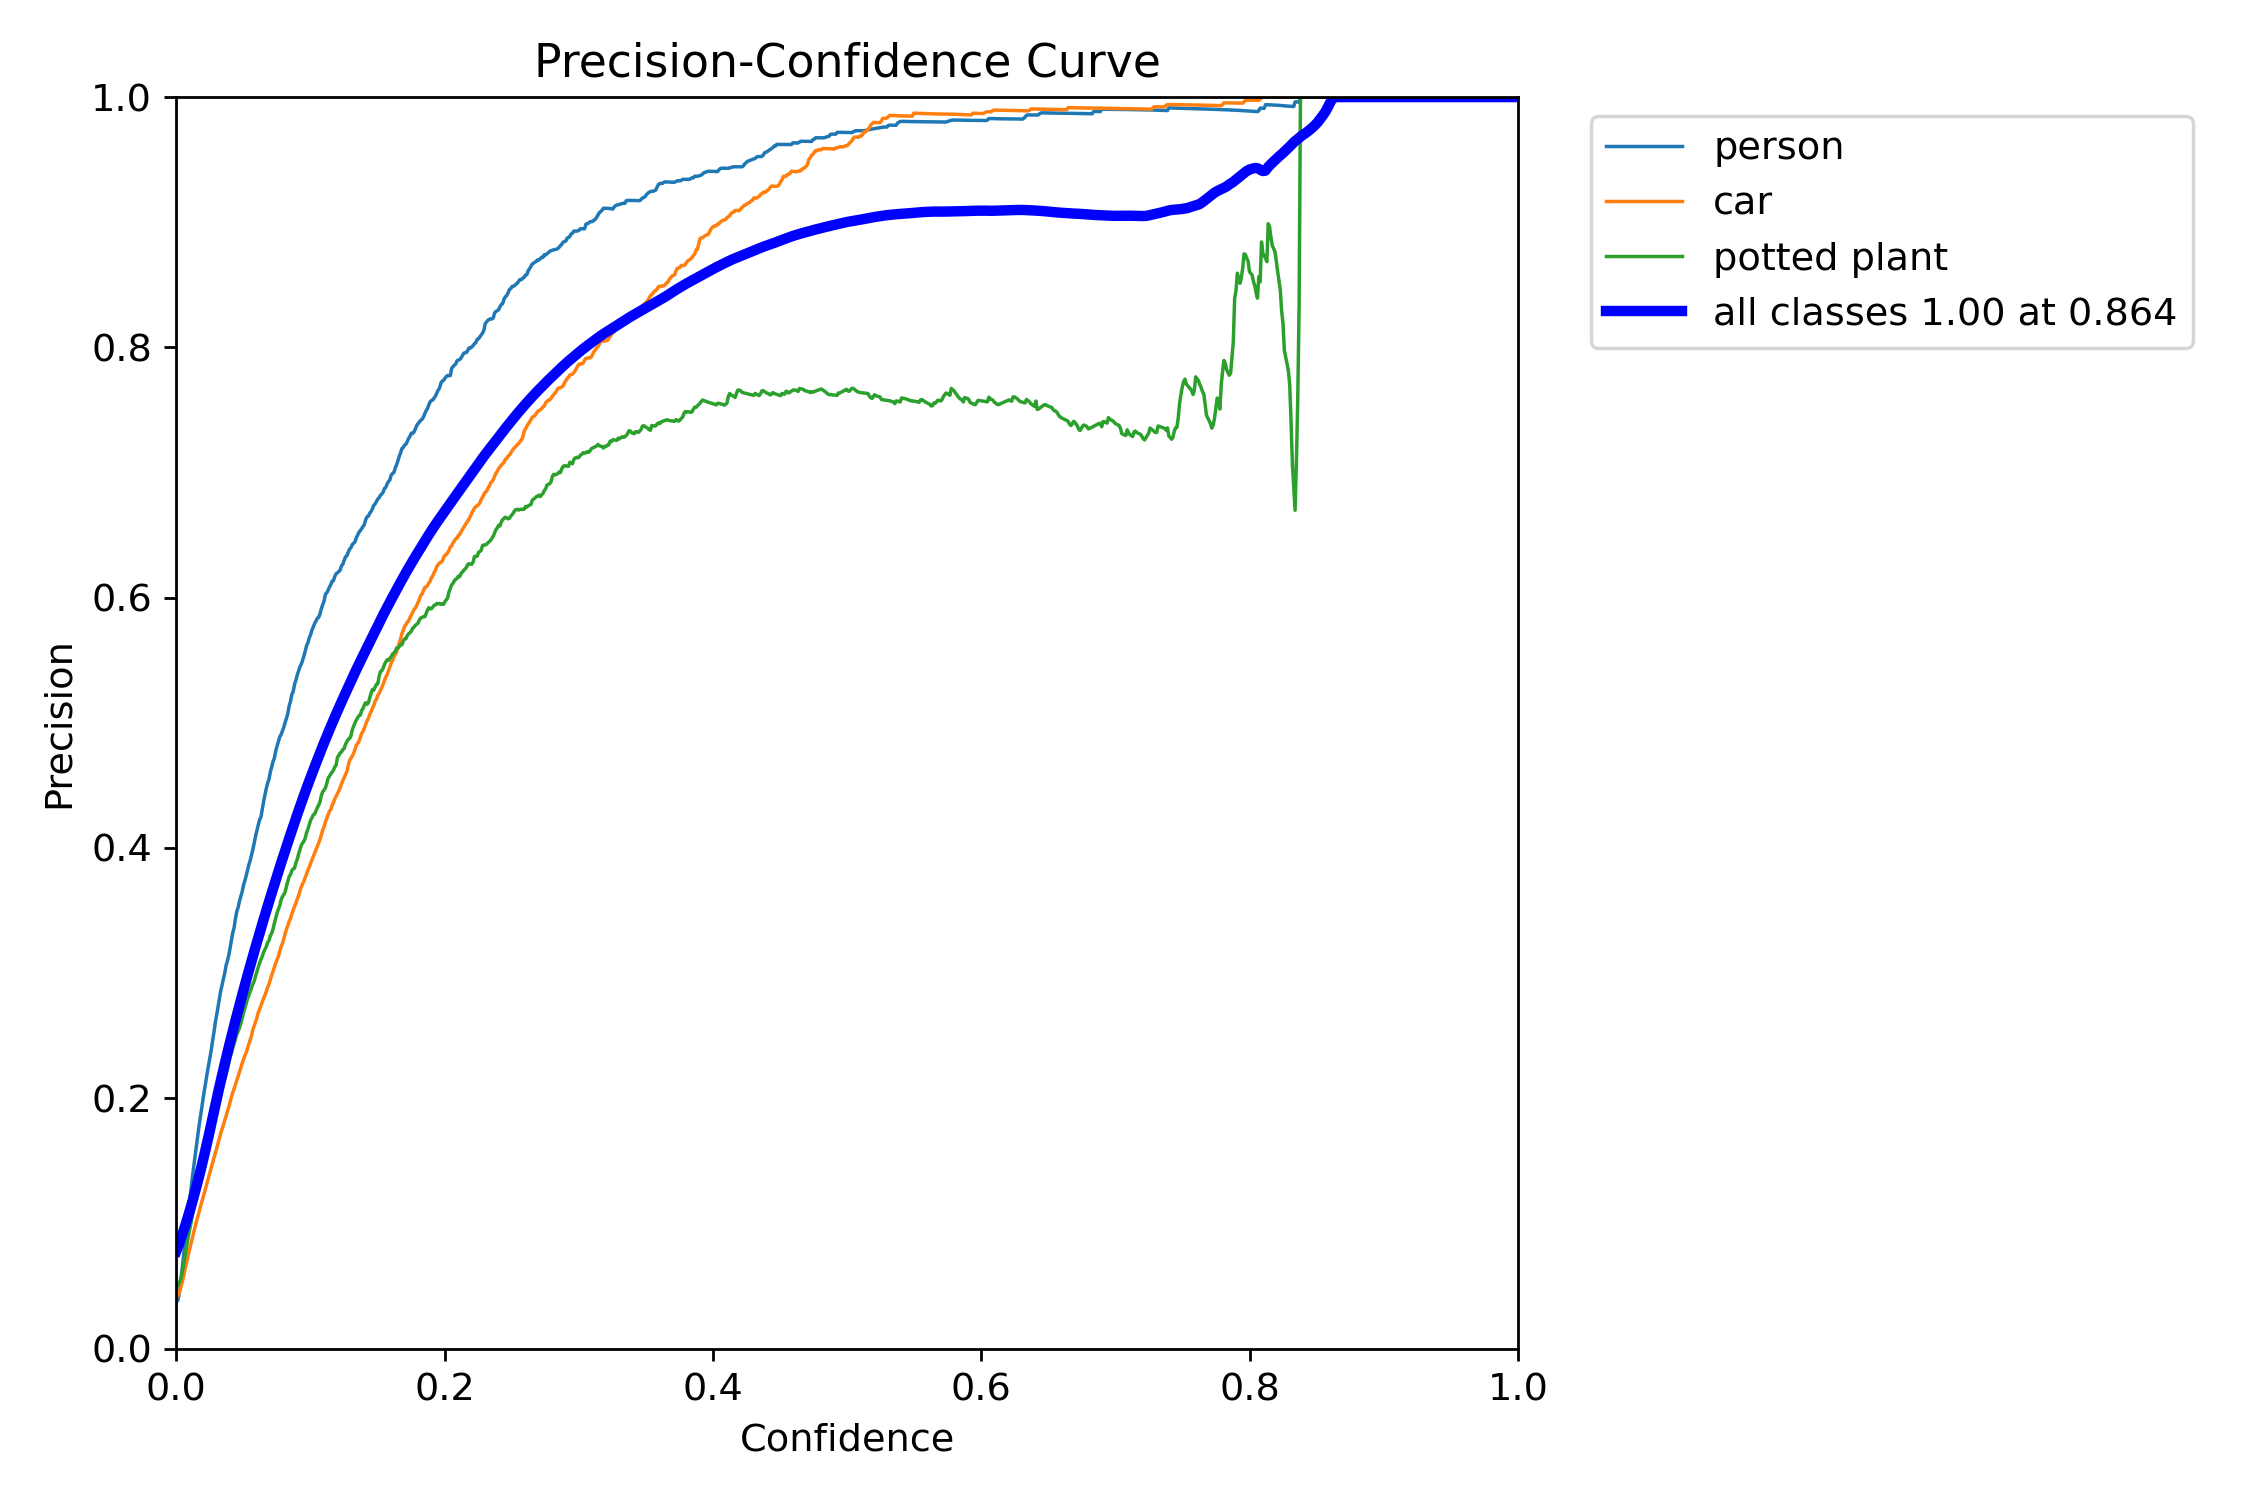 Precision-Confidence Curve
1.0
0.8
0.6
0.4
0.2
0.0
Precision
0.0 0.2 0.4 0.6 0.8 1.0
Confidence
person
car
potted plant
all classes 1.00 at 0.864